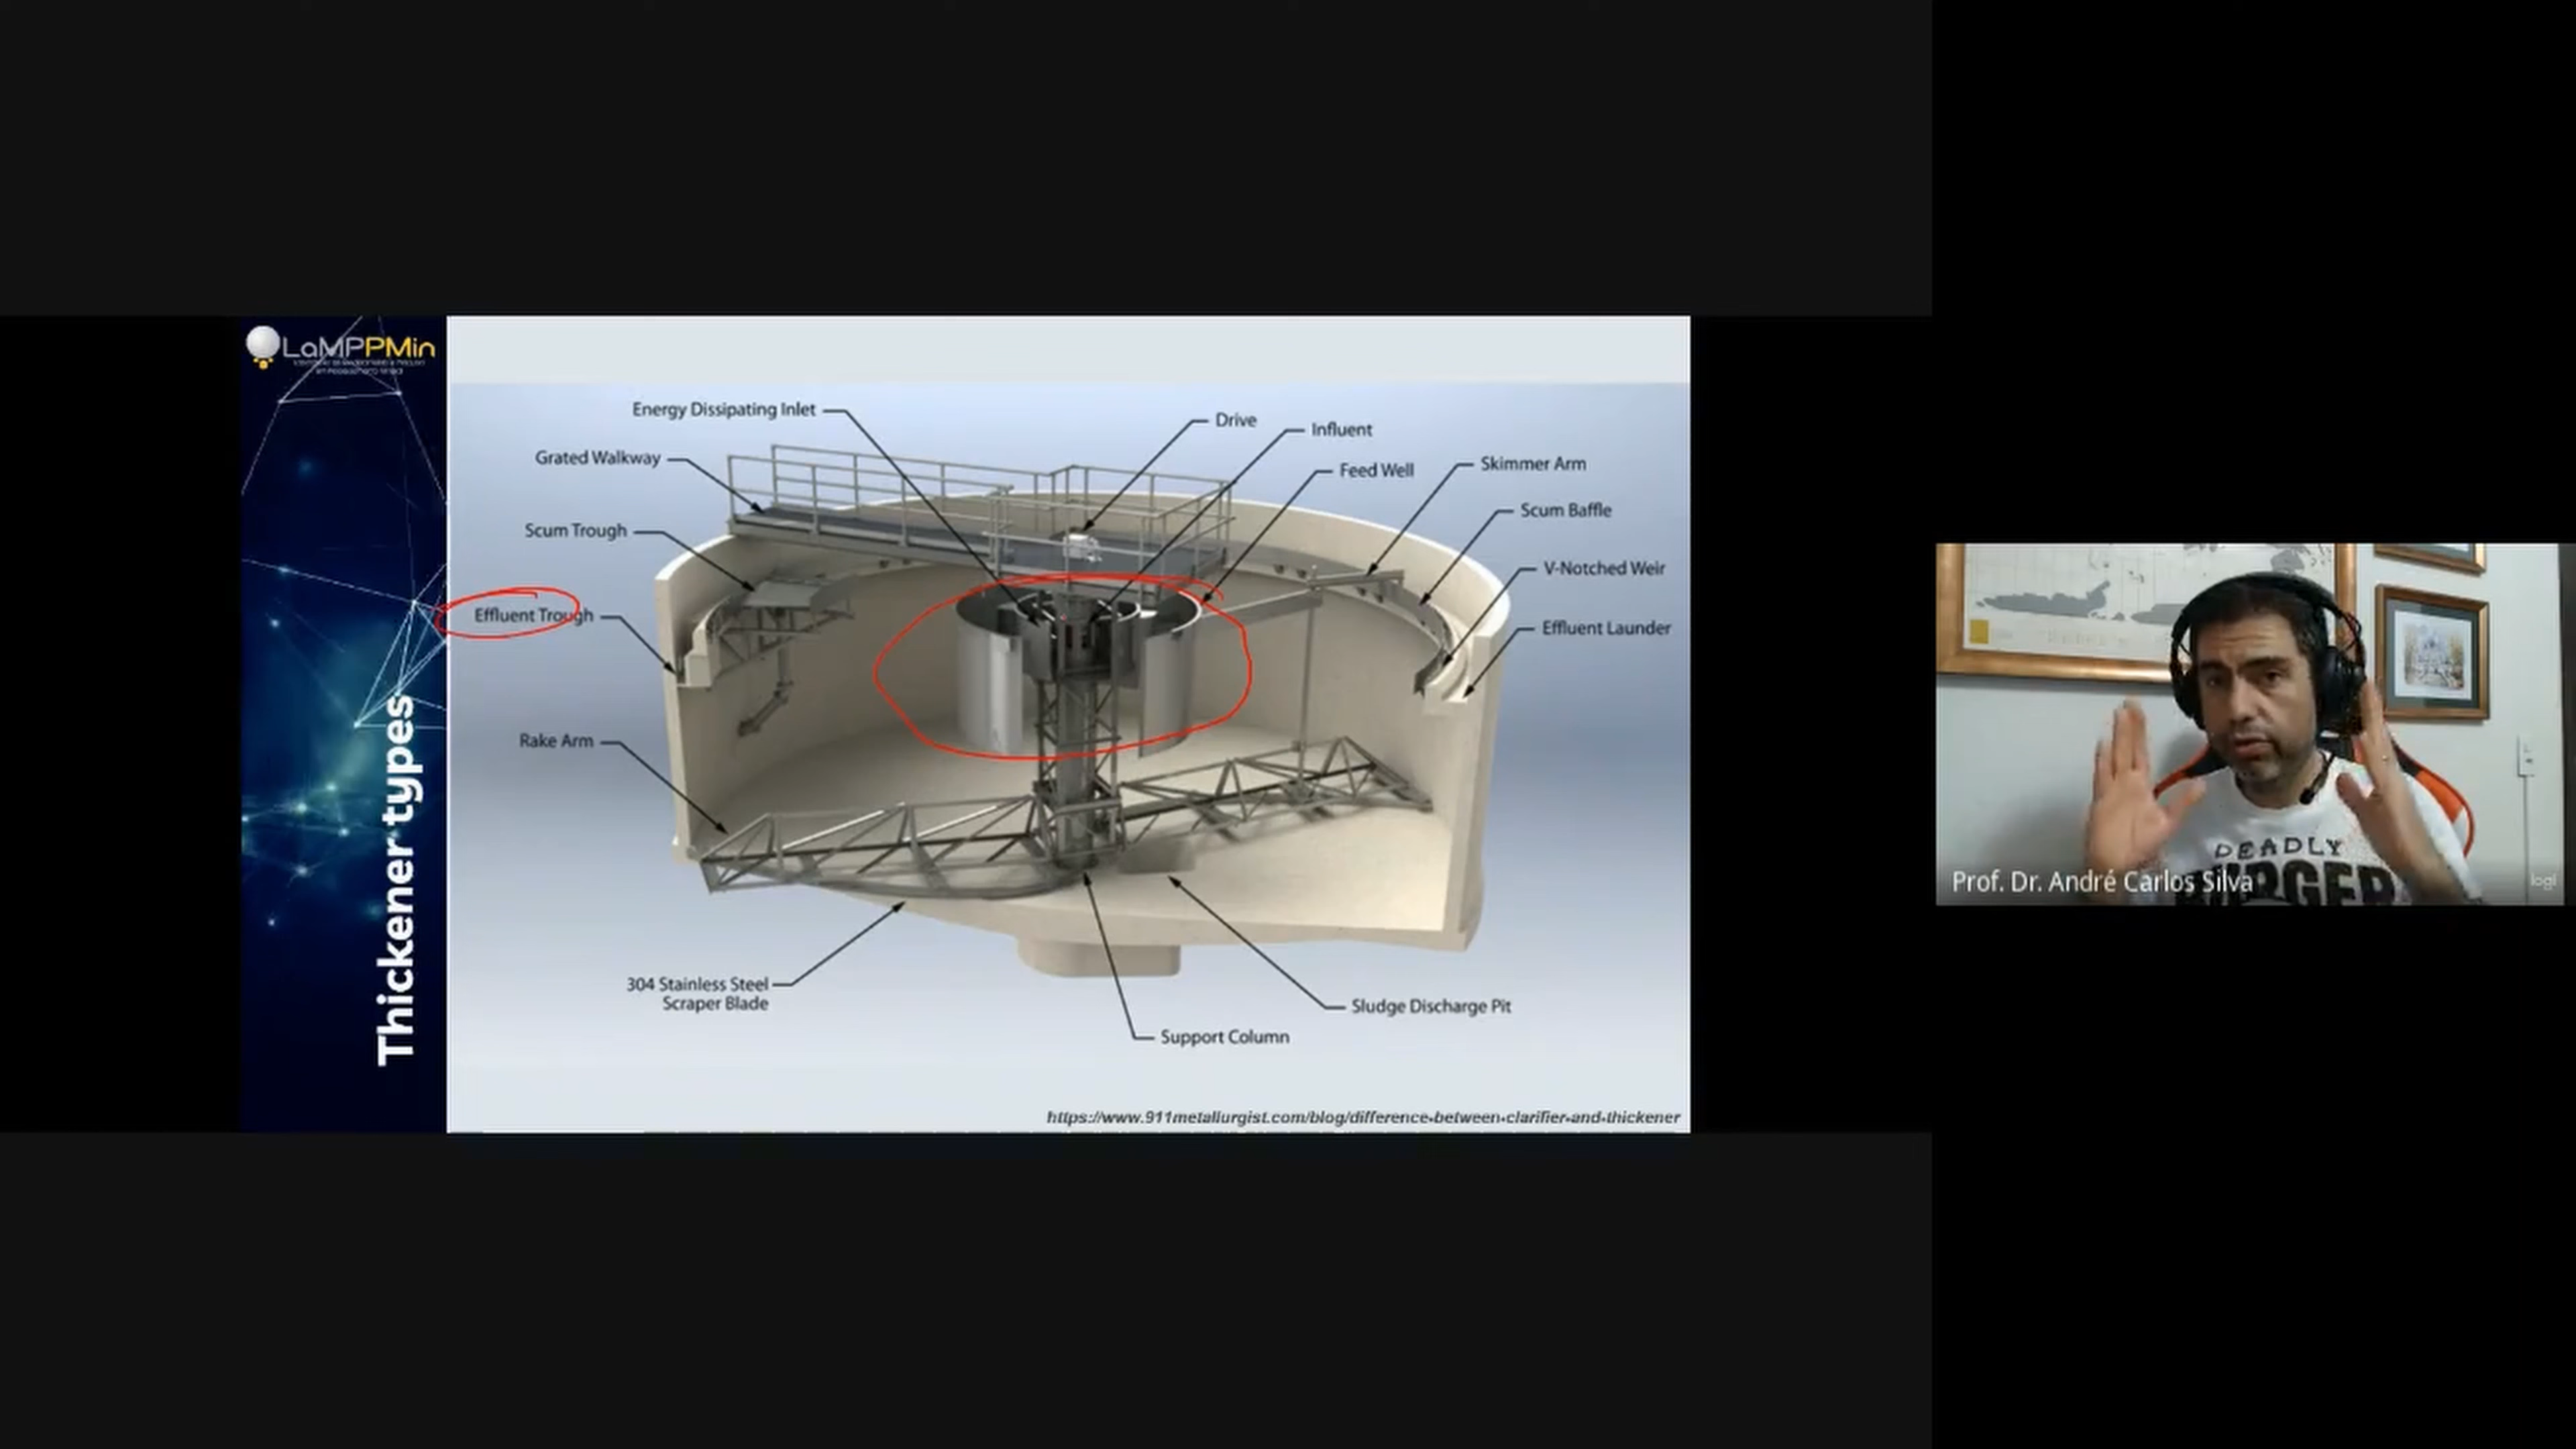 LaMPPMin
Thickener types
Energy Dissipating Inlet
Drive
Influent
Grated Walkway
Feed Well
Skimmer Arm
Scum Trough
Scum Baffle
Effluent Trough
V-Notched Weir
Effluent Launder
Rake Arm
304 Stainless Steel
Scraper Blade
Sludge Discharge Pit
Support Column
https://www.911metallurgist.com/blog/difference-between-clarifier-and-thickener
DEADLY
Prof. Dr. André Carlos Silva
logi